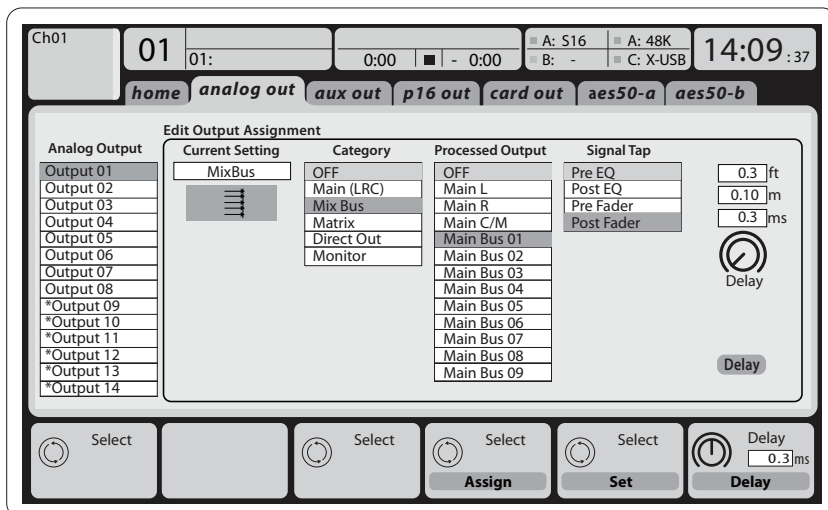 Ch01
01
01:
0:00 - 0:00
A: S16
B: -
A: 48K
C: X-USB
14:09 :37
home
analog out
aux out
p16 out
card out
aes50-a
aes50-b
Edit Output Assignment
Analog Output
Output 01
Output 02
Output 03
Output 04
Output 05
Output 06
Output 07
Output 08
*Output 09
*Output 10
*Output 11
*Output 12
*Output 13
*Output 14
Current Setting
MixBus
Category
OFF
Main (LRC)
Mix Bus
Matrix
Direct Out
Monitor
Processed Output
OFF
Main L
Main R
Main C/M
Main Bus 01
Main Bus 02
Main Bus 03
Main Bus 04
Main Bus 05
Main Bus 06
Main Bus 07
Main Bus 08
Main Bus 09
Signal Tap
Pre EQ
Post EQ
Pre Fader
Post Fader
0.3 ft
0.10 m
0.3 ms
Delay
Delay
Select
Select
Select
Assign
Select
Set
Delay
0.3 ms
Delay